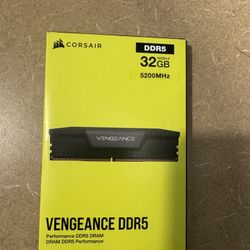 CORSAIR
DDR5
32GB
5200MHz
VENGEANCE
VENGEANCE DDR5
Performance DDR5 DRAM
DRAM DDR5 Performance